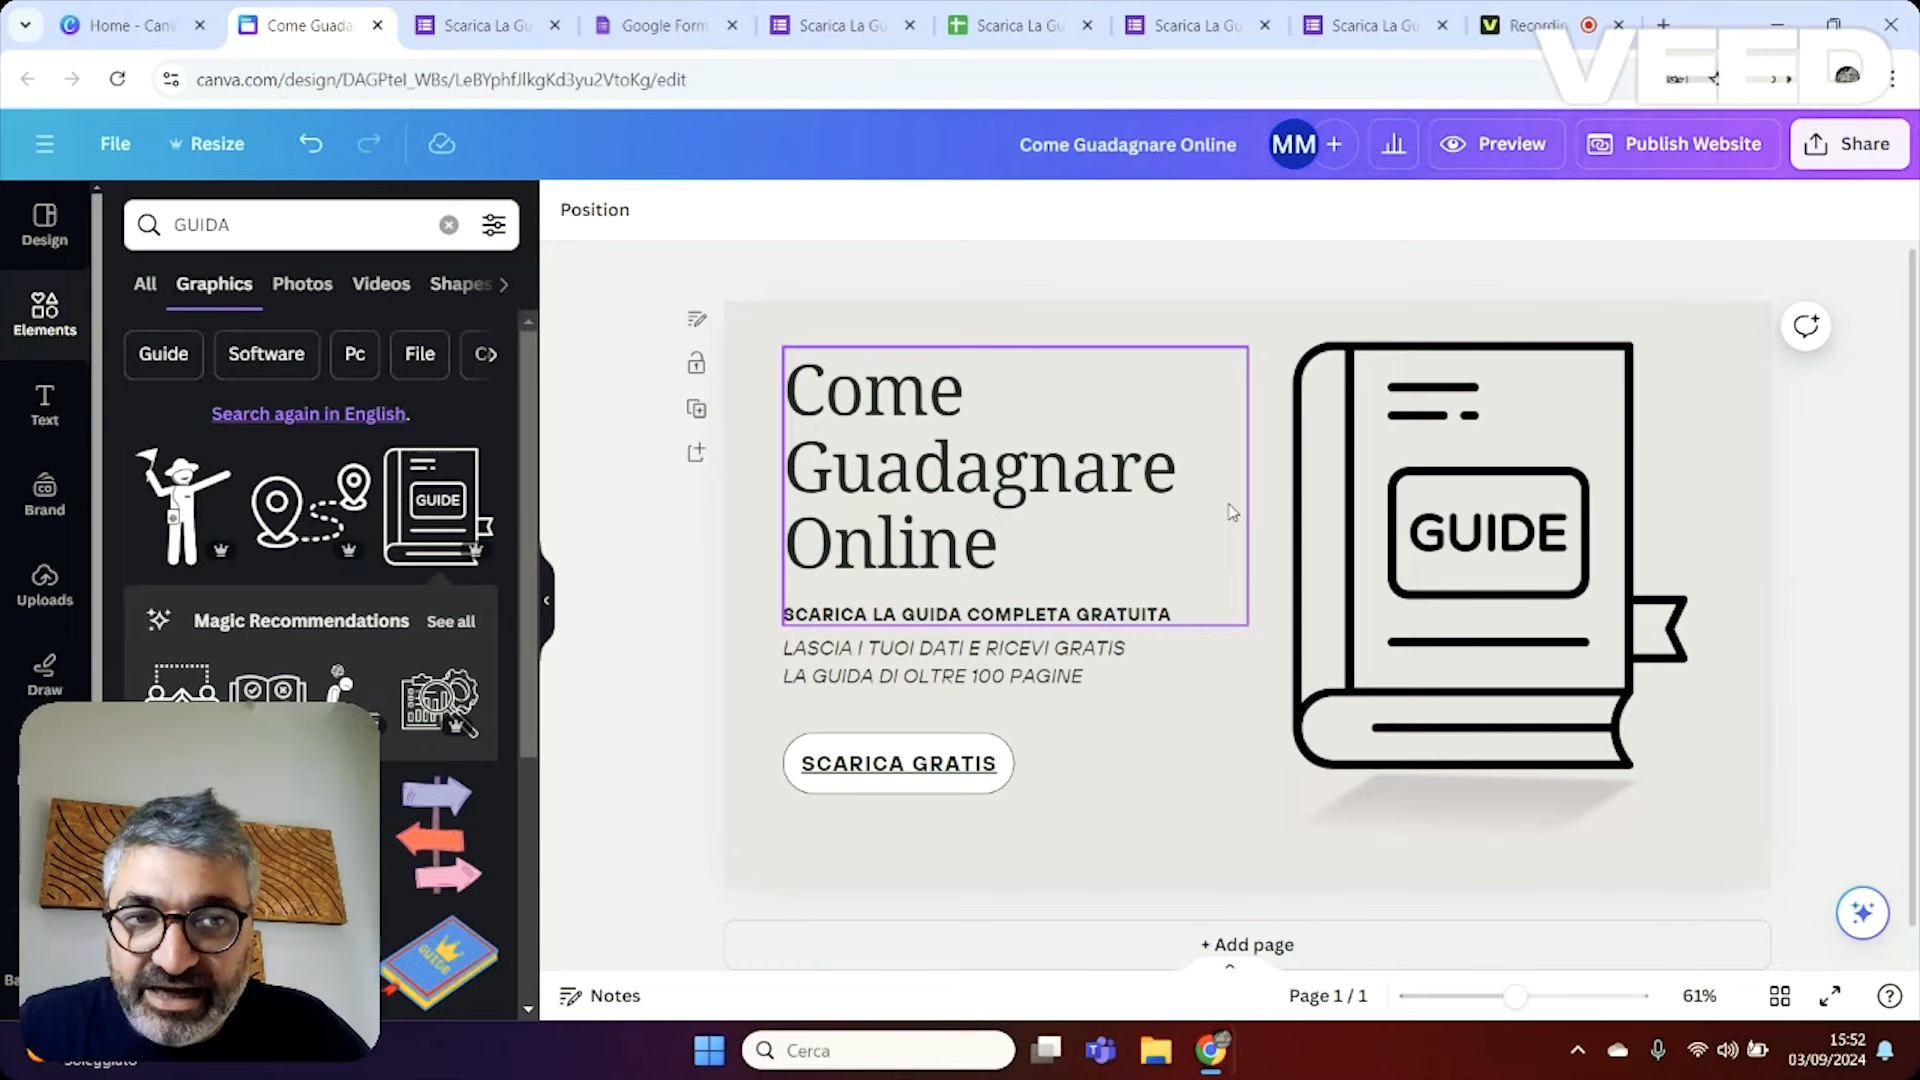 Home - Canv
Come Guada
Scarica La Gu
Google Form
Scarica La Gu
Scarica La Gu
Scarica La Gu
Scarica La Gu
Recordin
VEED
canva.com/design/DAGPtel_WBs/LeBYphfJlkgKd3yu2VtoKg/edit
File
Resize
Come Guadagnare Online
MM
Preview
Publish Website
Share
Design
Elements
Text
Brand
Uploads
Draw
GUIDA
All
Graphics
Photos
Videos
Shapes
Guide
Software
Pc
File
Search again in English.
GUIDE
Magic Recommendations
See all
GUIDE
Position
Come
Guadagnare
Online
SCARICA LA GUIDA COMPLETA GRATUITA
LASCIA I TUOI DATI E RICEVI GRATIS
LA GUIDA DI OLTRE 100 PAGINE
SCARICA GRATIS
GUIDE
+ Add page
Notes
Page 1 / 1
61%
Soleggiato
Cerca
15:52
03/09/2024